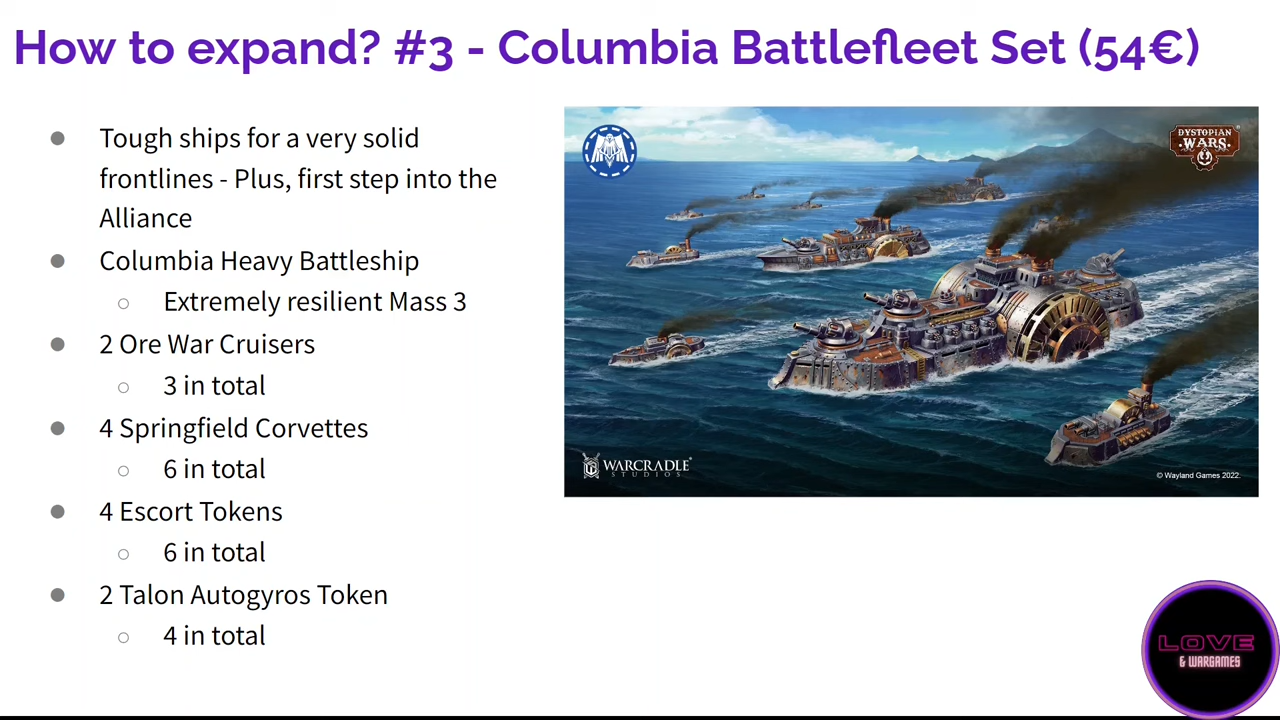 How to expand? #3 - Columbia Battlefleet Set (54€)
Tough ships for a very solid
frontlines - Plus, first step into the
Alliance
Columbia Heavy Battleship
Extremely resilient Mass 3
2 Ore War Cruisers
3 in total
4 Springfield Corvettes
6 in total
4 Escort Tokens
6 in total
2 Talon Autogyros Token
4 in total
DYSTOPIAN
WARS
WARCRADLE
STUDIOS
© Wayland Games 2022.
LOVE
& WARGAMES